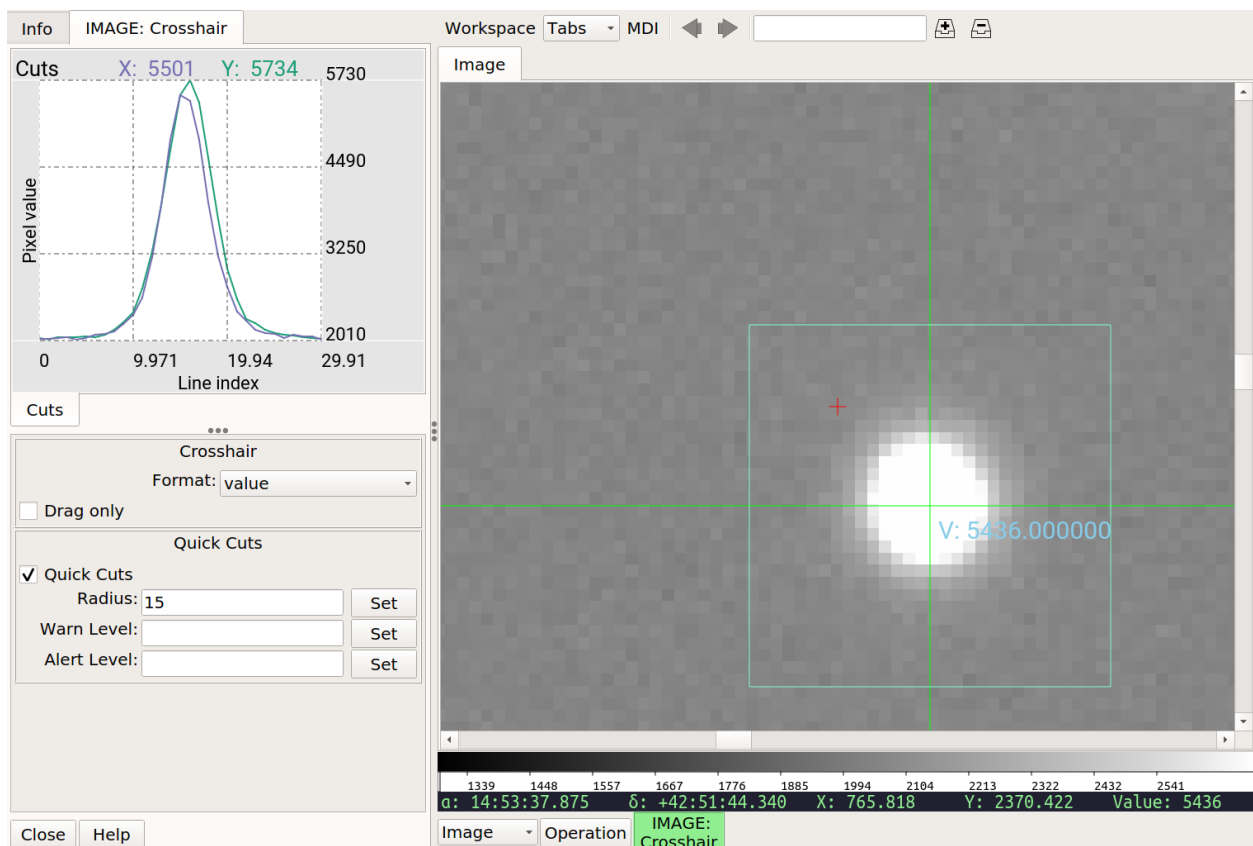 Info
IMAGE: Crosshair
Workspace Tabs MDI
Image
Cuts X: 5501 Y: 5734
5730
4490
3250
2010
Pixel value
0 9.971 19.94 29.91
Line index
Cuts
Crosshair
Format: value
Drag only
Quick Cuts
Quick Cuts
Radius: 15 Set
Warn Level: Set
Alert Level: Set
V: 5436.000000
1339 1448 1557 1667 1776 1885 1994 2104 2213 2322 2432 2541
α: 14:53:37.875 δ: +42:51:44.340 X: 765.818 Y: 2370.422 Value: 5436
Close Help
Image Operation IMAGE:
Crosshair